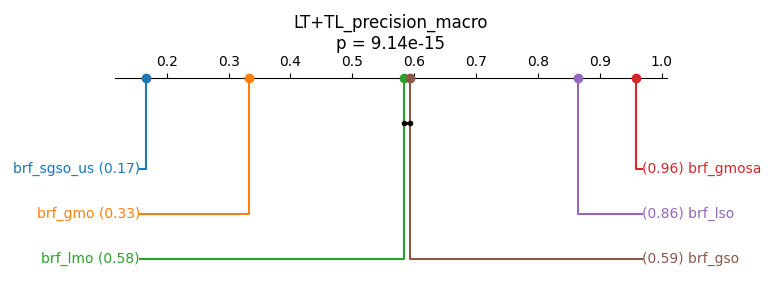 LT+TL_precision_macro
p = 9.14e-15
0.2 0.3 0.4 0.5 0.6 0.7 0.8 0.9 1.0
brf_sgso_us (0.17) (0.96) brf_gmosa
brf_gmo (0.33) (0.86) brf_lso
brf_lmo (0.58) (0.59) brf_gso